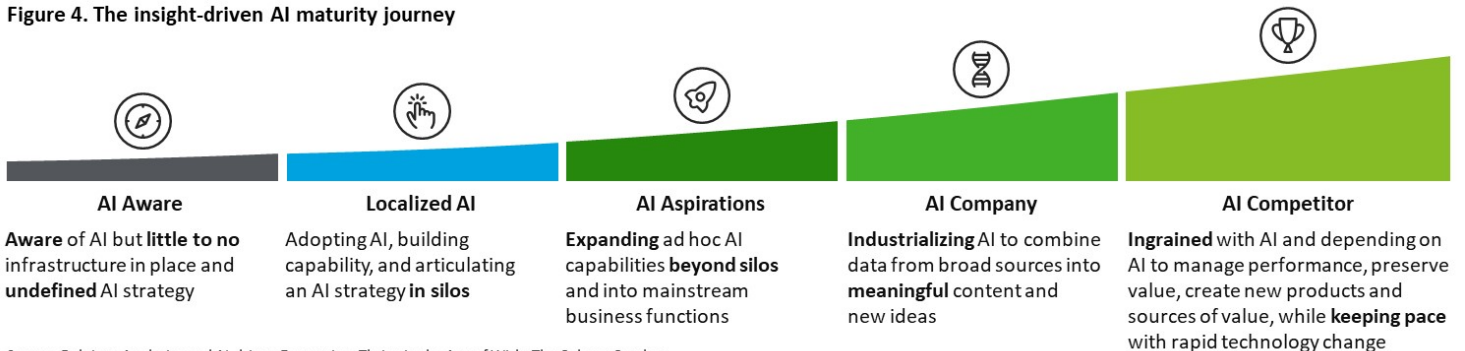 Figure 4. The insight-driven AI maturity journey
AI Aware
Aware of AI but little to no
infrastructure in place and
undefined AI strategy
Localized AI
Adopting AI, building
capability, and articulating
an AI strategy in silos
AI Aspirations
Expanding ad hoc AI
capabilities beyond silos
and into mainstream
business functions
AI Company
Industrializing AI to combine
data from broad sources into
meaningful content and
new ideas
AI Competitor
Ingrained with AI and depending on
AI to manage performance, preserve
value, create new products and
sources of value, while keeping pace
with rapid technology change